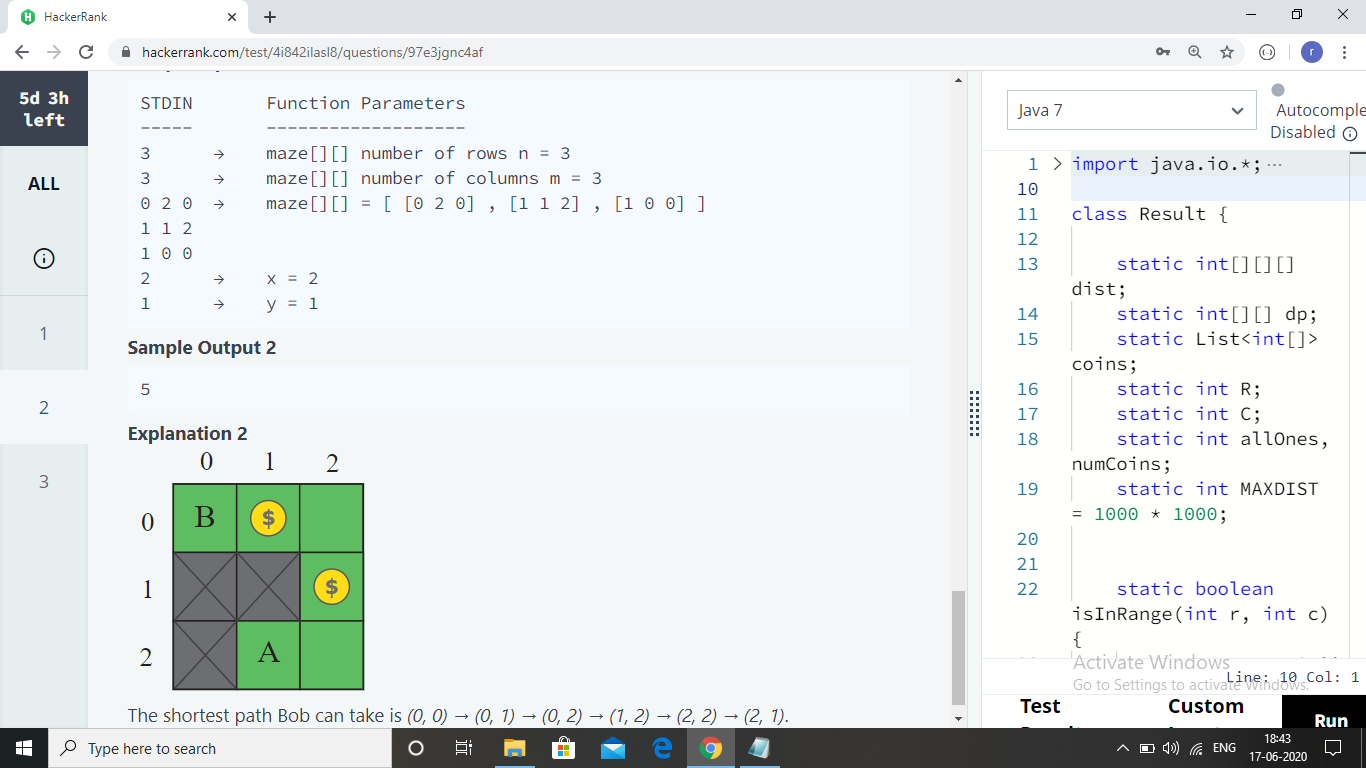 HackerRank
hackerrank.com/test/4i842ilasl8/questions/97e3jgnc4af
r
5d 3h
left
ALL
1
2
3
STDIN Function Parameters
----- -------------------
3 → maze[][] number of rows n = 3
3 → maze[][] number of columns m = 3
0 2 0 → maze[][] = [ [0 2 0] , [1 1 2] , [1 0 0] ]
1 1 2
1 0 0
2 → x = 2
1 → y = 1
Sample Output 2
5
Explanation 2
0 1 2
0 B $
1 $
2 A
The shortest path Bob can take is (0, 0) → (0, 1) → (0, 2) → (1, 2) → (2, 2) → (2, 1).
Java 7
Autocomple
Disabled
1 import java.io.*; ...
10
11 class Result {
12
13 static int[][][]
dist;
14 static int[][] dp;
15 static List<int[]>
coins;
16 static int R;
17 static int C;
18 static int allOnes,
numCoins;
19 static int MAXDIST
= 1000 * 1000;
20
21
22 static boolean
isInRange(int r, int c)
{
Activate Windows
Go to Settings to activate Windows.
Line: 10 Col: 1
Test
Custom
Run
Type here to search
ENG
18:43
17-06-2020